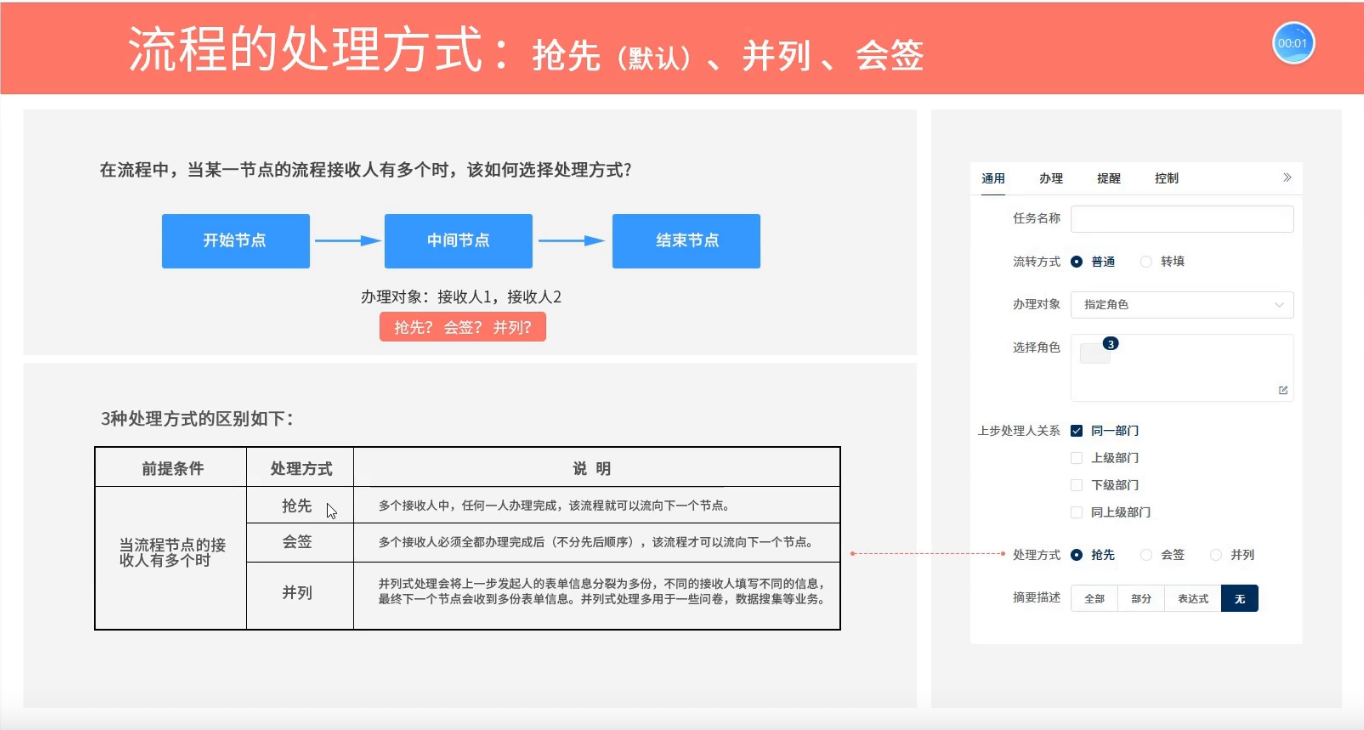 流程的处理方式：抢先（默认）、并列、会签
00:01
在流程中，当某一节点的流程接收人有多个时，该如何选择处理方式?
开始节点
中间节点
结束节点
办理对象：接收人1，接收人2
抢先？ 会签？ 并列？
3种处理方式的区别如下：
前提条件 处理方式 说 明
当流程节点的接
收人有多个时
抢先 多个接收人中，任何一人办理完成，该流程就可以流向下一个节点。
会签 多个接收人必须全都办理完成后（不分先后顺序），该流程才可以流向下一个节点。
并列
并列式处理会将上一步发起人的表单信息分裂为多份，不同的接收人填写不同的信息，
最终下一个节点会收到多份表单信息。并列式处理多用于一些问卷，数据搜集等业务。
通用 办理 提醒 控制
任务名称
流转方式 普通 转填
办理对象 指定角色
选择角色 3
上步处理人关系 同一部门
上级部门
下级部门
同上级部门
处理方式 抢先 会签 并列
摘要描述 全部 部分 表达式 无